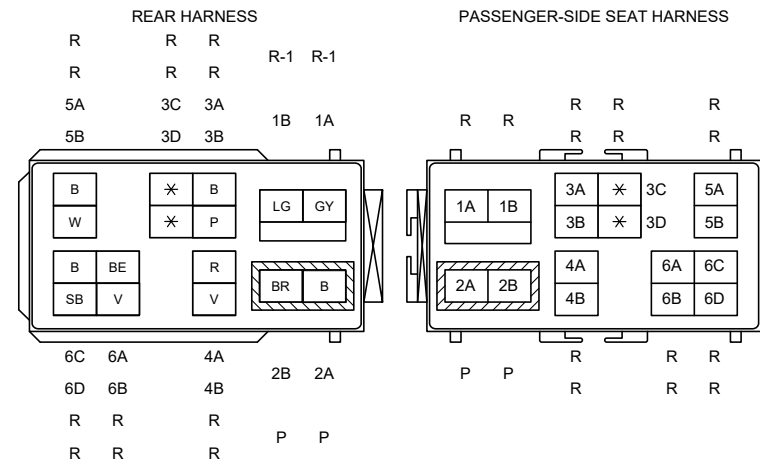 REAR HARNESS PASSENGER-SIDE SEAT HARNESS
R R R
R-1 R-1
R R R
5A 3C 3A R R R
1B 1A R R
5B 3D 3B R R R
B * B 3A * 3C 5A
LG GY 1A 1B
W * P 3B * 3D 5B
B BE R 4A 6A 6C
BR B 2A 2B
SB V V 4B 6B 6D
6C 6A 4A R R R
2B 2A P P
6D 6B 4B R R R
R R R
P P
R R R